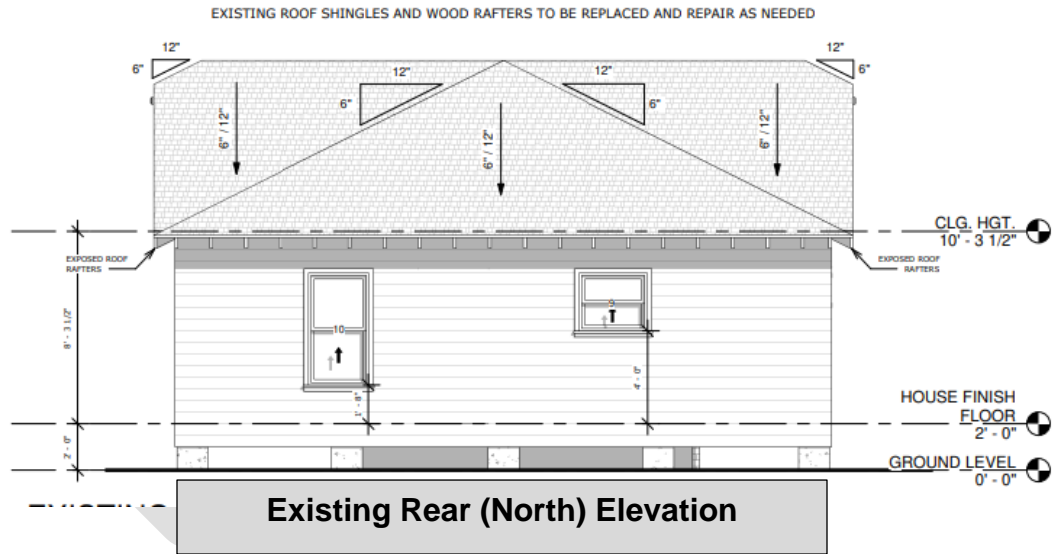 EXISTING ROOF SHINGLES AND WOOD RAFTERS TO BE REPLACED AND REPAIR AS NEEDED
12"
6"
12"
6"
12"
6"
12"
6"
6" / 12"
6" / 12"
6" / 12"
CLG. HGT.
10' - 3 1/2"
EXPOSED ROOF
RAFTERS
EXPOSED ROOF
RAFTERS
8' - 3 1/2"
10
9
1' - 8"
4' - 0"
HOUSE FINISH
FLOOR
2' - 0"
2' - 0"
GROUND LEVEL
0' - 0"
Existing Rear (North) Elevation